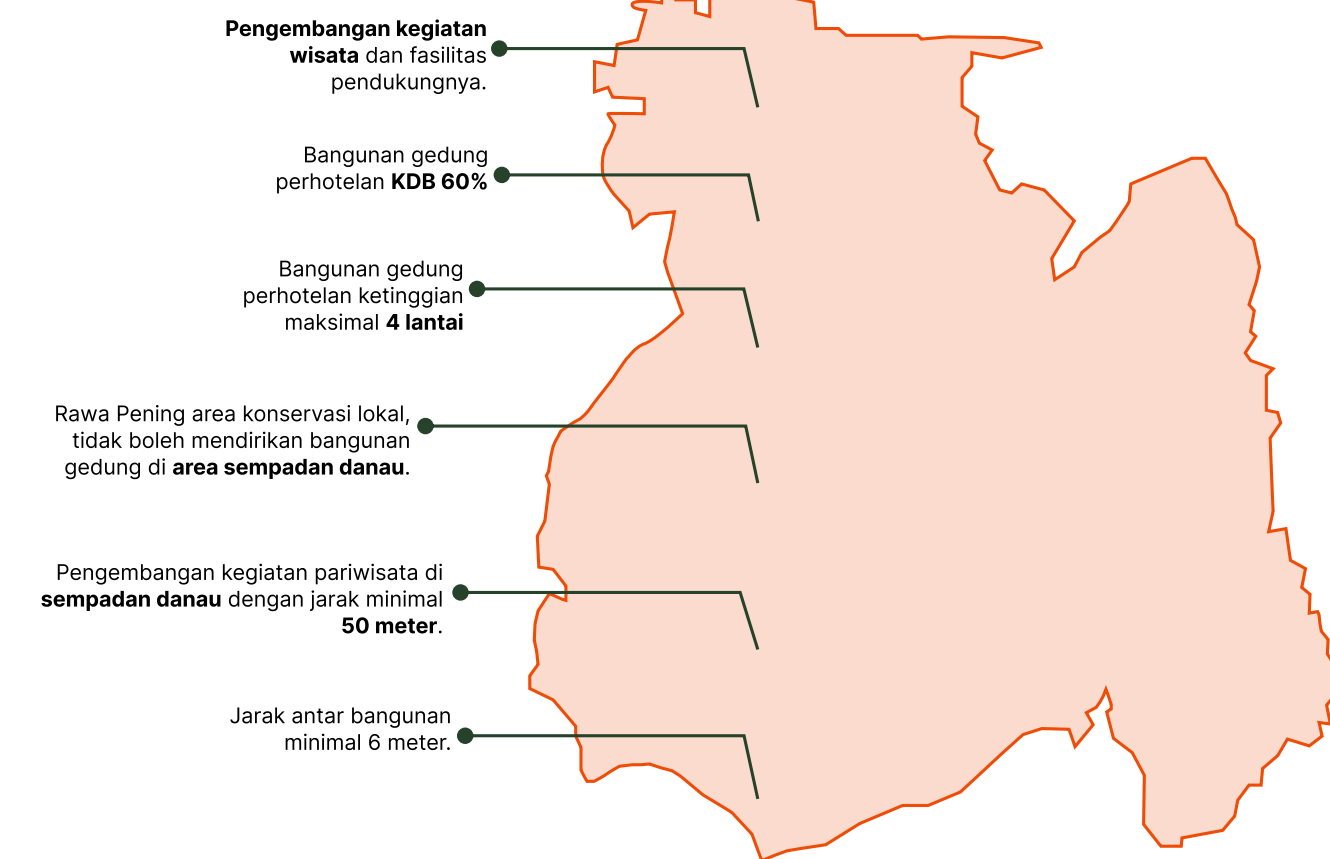 Pengembangan kegiatan
wisata dan fasilitas
pendukungnya.
Bangunan gedung
perhotelan KDB 60%
Bangunan gedung
perhotelan ketinggian
maksimal 4 lantai
Rawa Pening area konservasi lokal,
tidak boleh mendirikan bangunan
gedung di area sempadan danau.
Pengembangan kegiatan pariwisata di
sempadan danau dengan jarak minimal
50 meter.
Jarak antar bangunan
minimal 6 meter.